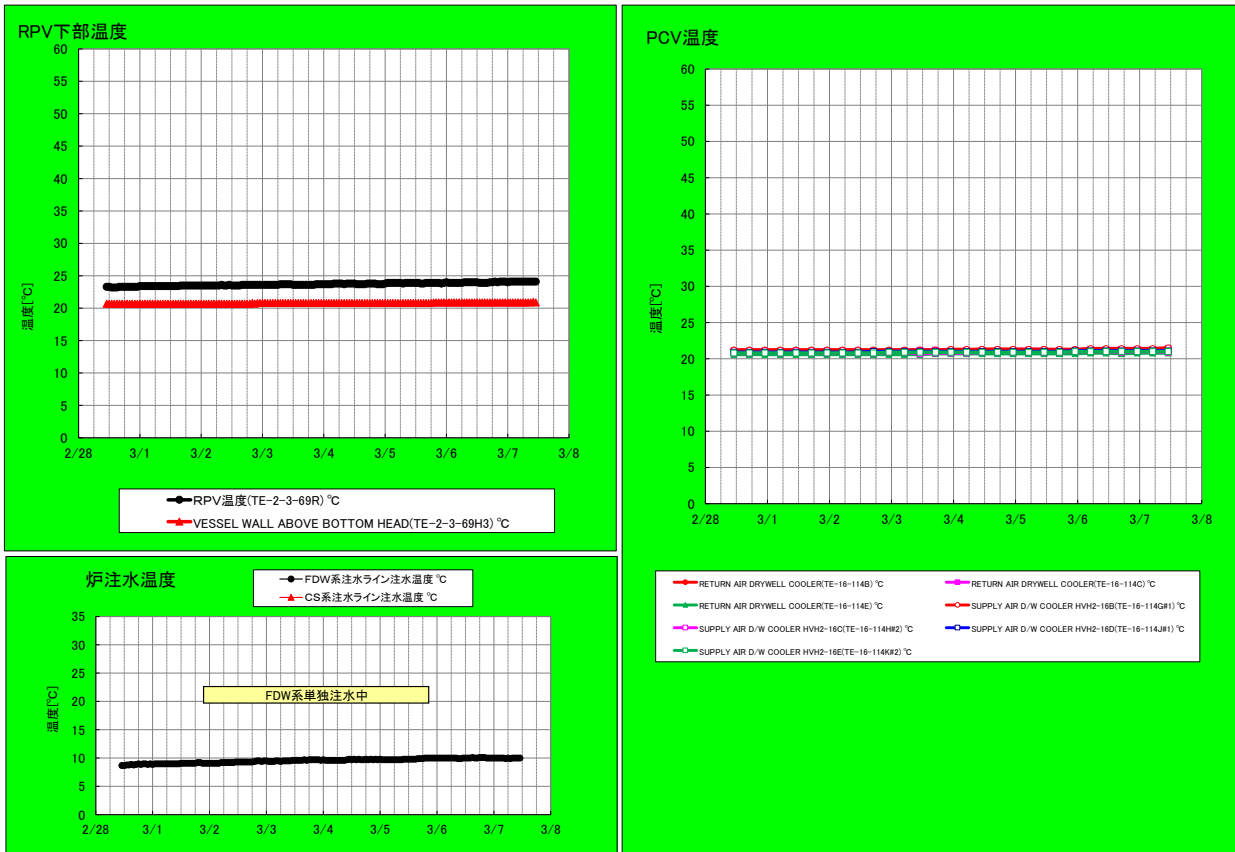 RPV下部温度
60
55
50
45
40
35
30
25
20
15
10
5
0
温度[℃]
2/28 3/1 3/2 3/3 3/4 3/5 3/6 3/7 3/8
RPV温度(TE-2-3-69R) ℃
VESSEL WALL ABOVE BOTTOM HEAD(TE-2-3-69H3) ℃
炉注水温度
FDW系注水ライン注水温度 ℃
CS系注水ライン注水温度 ℃
35
30
25
20
15
10
5
0
温度[℃]
FDW系単独注水中
2/28 3/1 3/2 3/3 3/4 3/5 3/6 3/7 3/8
PCV温度
60
55
50
45
40
35
30
25
20
15
10
5
0
温度[℃]
2/28 3/1 3/2 3/3 3/4 3/5 3/6 3/7 3/8
RETURN AIR DRYWELL COOLER(TE-16-114B) ℃
RETURN AIR DRYWELL COOLER(TE-16-114C) ℃
RETURN AIR DRYWELL COOLER(TE-16-114E) ℃
SUPPLY AIR D/W COOLER HVH2-16B(TE-16-114G#1) ℃
SUPPLY AIR D/W COOLER HVH2-16C(TE-16-114H#2) ℃
SUPPLY AIR D/W COOLER HVH2-16D(TE-16-114J#1) ℃
SUPPLY AIR D/W COOLER HVH2-16E(TE-16-114K#2) ℃